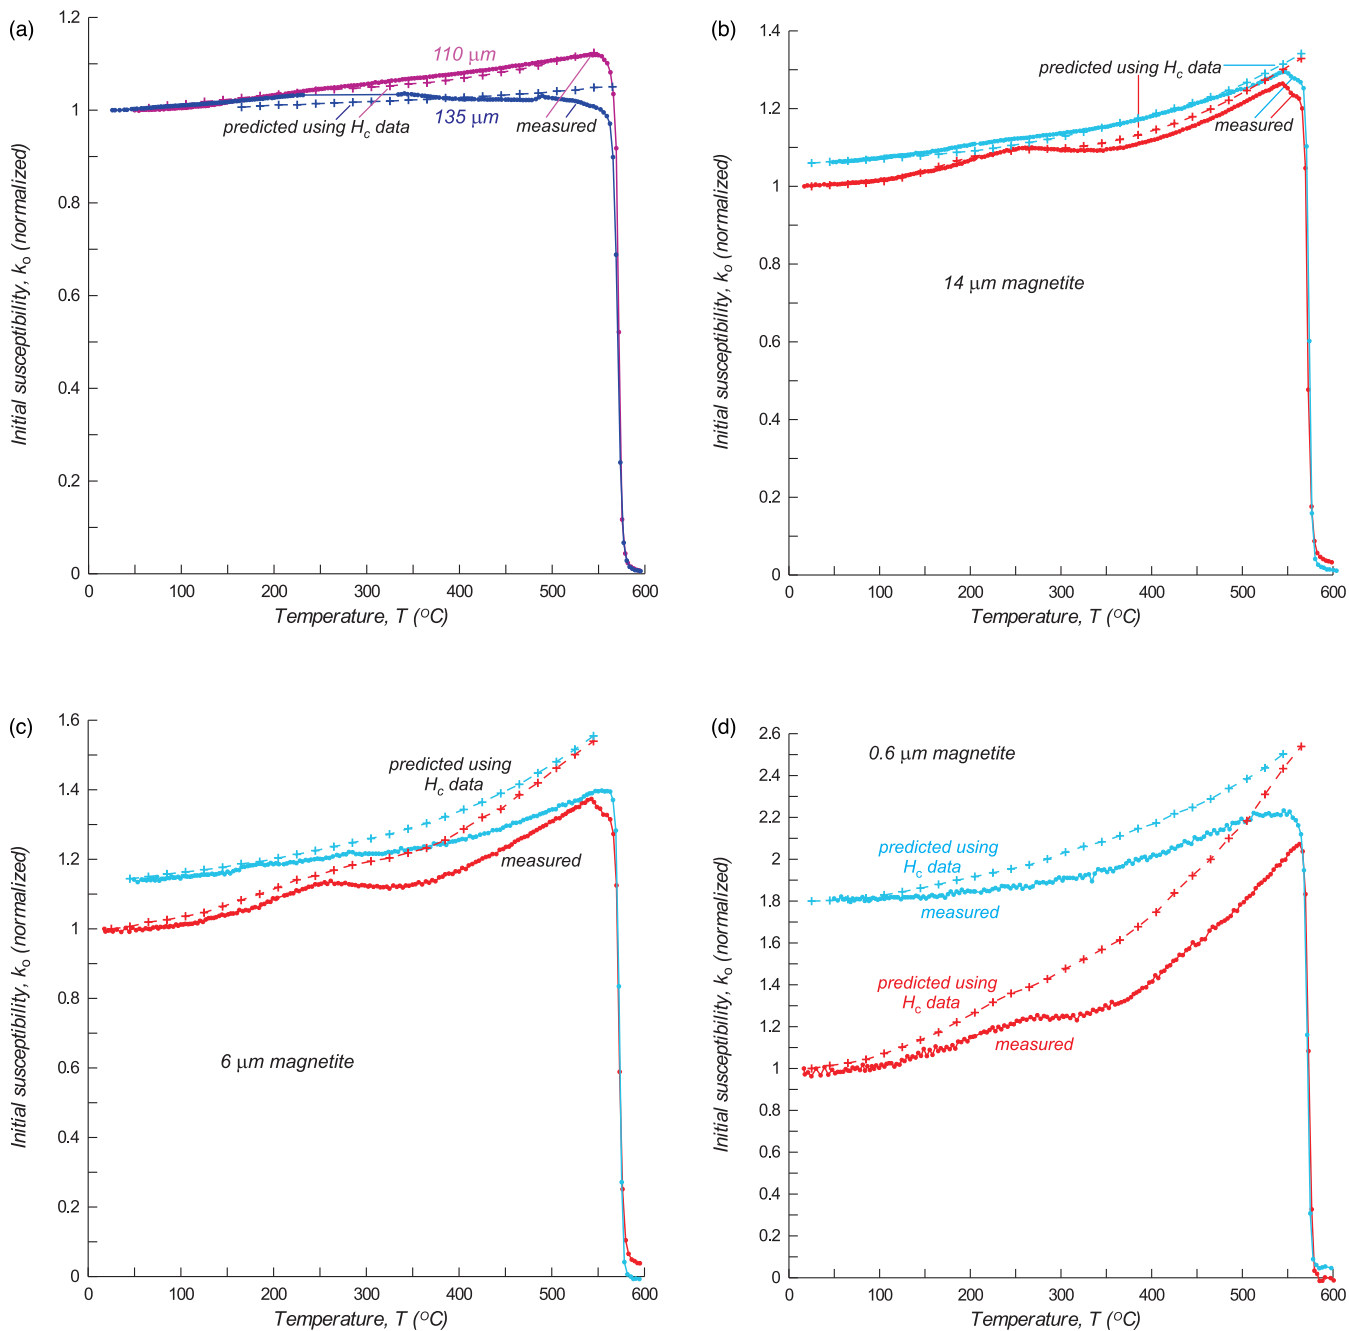 (a)
1.2
1
0.8
0.6
0.4
0.2
0
Initial susceptibility, kₒ (normalized)
110 μm
predicted using H_c data
135 μm
measured
0 100 200 300 400 500 600
Temperature, T (ºC)
(b)
1.4
1.2
1
0.8
0.6
0.4
0.2
0
Initial susceptibility, kₒ (normalized)
predicted using H_c data
measured
14 μm magnetite
0 100 200 300 400 500 600
Temperature, T (ºC)
(c)
1.6
1.4
1.2
1
0.8
0.6
0.4
0.2
0
Initial susceptibility, kₒ (normalized)
predicted using
H_c data
measured
6 μm magnetite
0 100 200 300 400 500 600
Temperature, T (ºC)
(d)
2.6
2.4
2.2
2
1.8
1.6
1.4
1.2
1
0.8
0.6
0.4
0.2
0
Initial susceptibility, kₒ (normalized)
0.6 μm magnetite
predicted using
H_c data
measured
predicted using
H_c data
measured
0 100 200 300 400 500 600
Temperature, T (ºC)